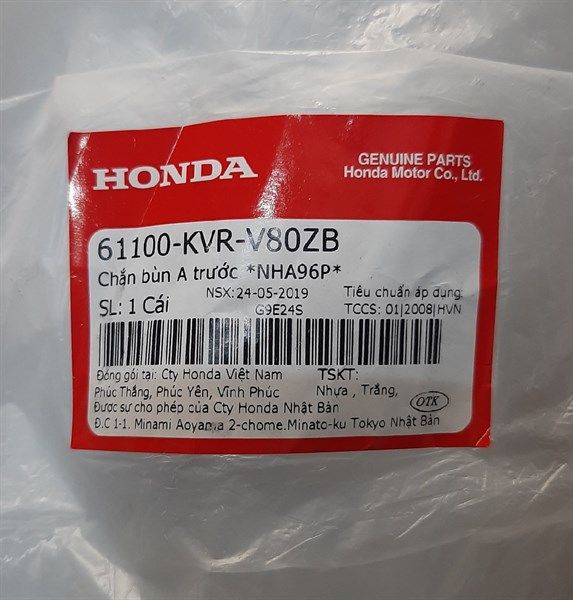 HONDA
GENUINE PARTS
Honda Motor Co., Ltd.
61100-KVR-V80ZB
Chắn bùn A trước *NHA96P*
NSX:24-05-2019
Tiêu chuẩn áp dụng:
SL: 1 Cái
G9E24S
TCCS: 01|2008|HVN
Đóng gói tại: Cty Honda Việt Nam
TSKT:
Phúc Thắng, Phúc Yên, Vĩnh Phúc
Nhựa , Trắng,
Được sự cho phép của Cty Honda Nhật Bản
OTK
Đ.C 1-1. Minami Aoyama 2-chome.Minato-ku Tokyo Nhật Bản